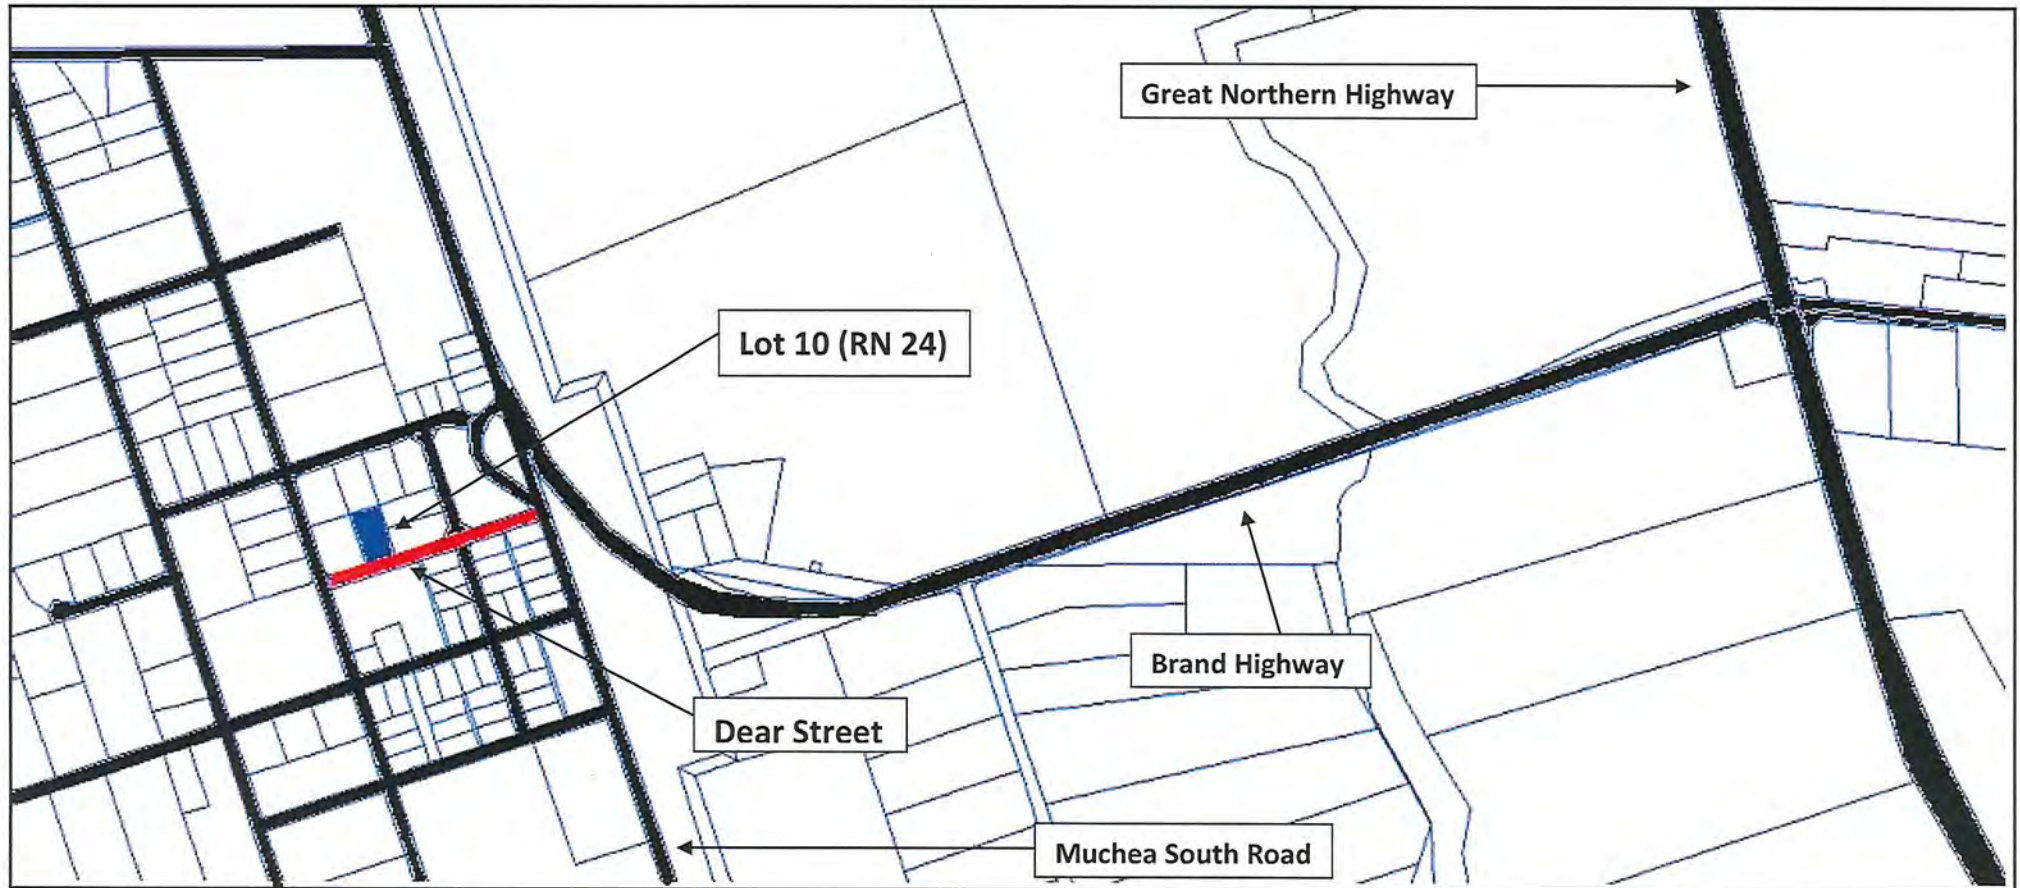 Great Northern Highway
Lot 10 (RN 24)
Brand Highway
Dear Street
Muchea South Road